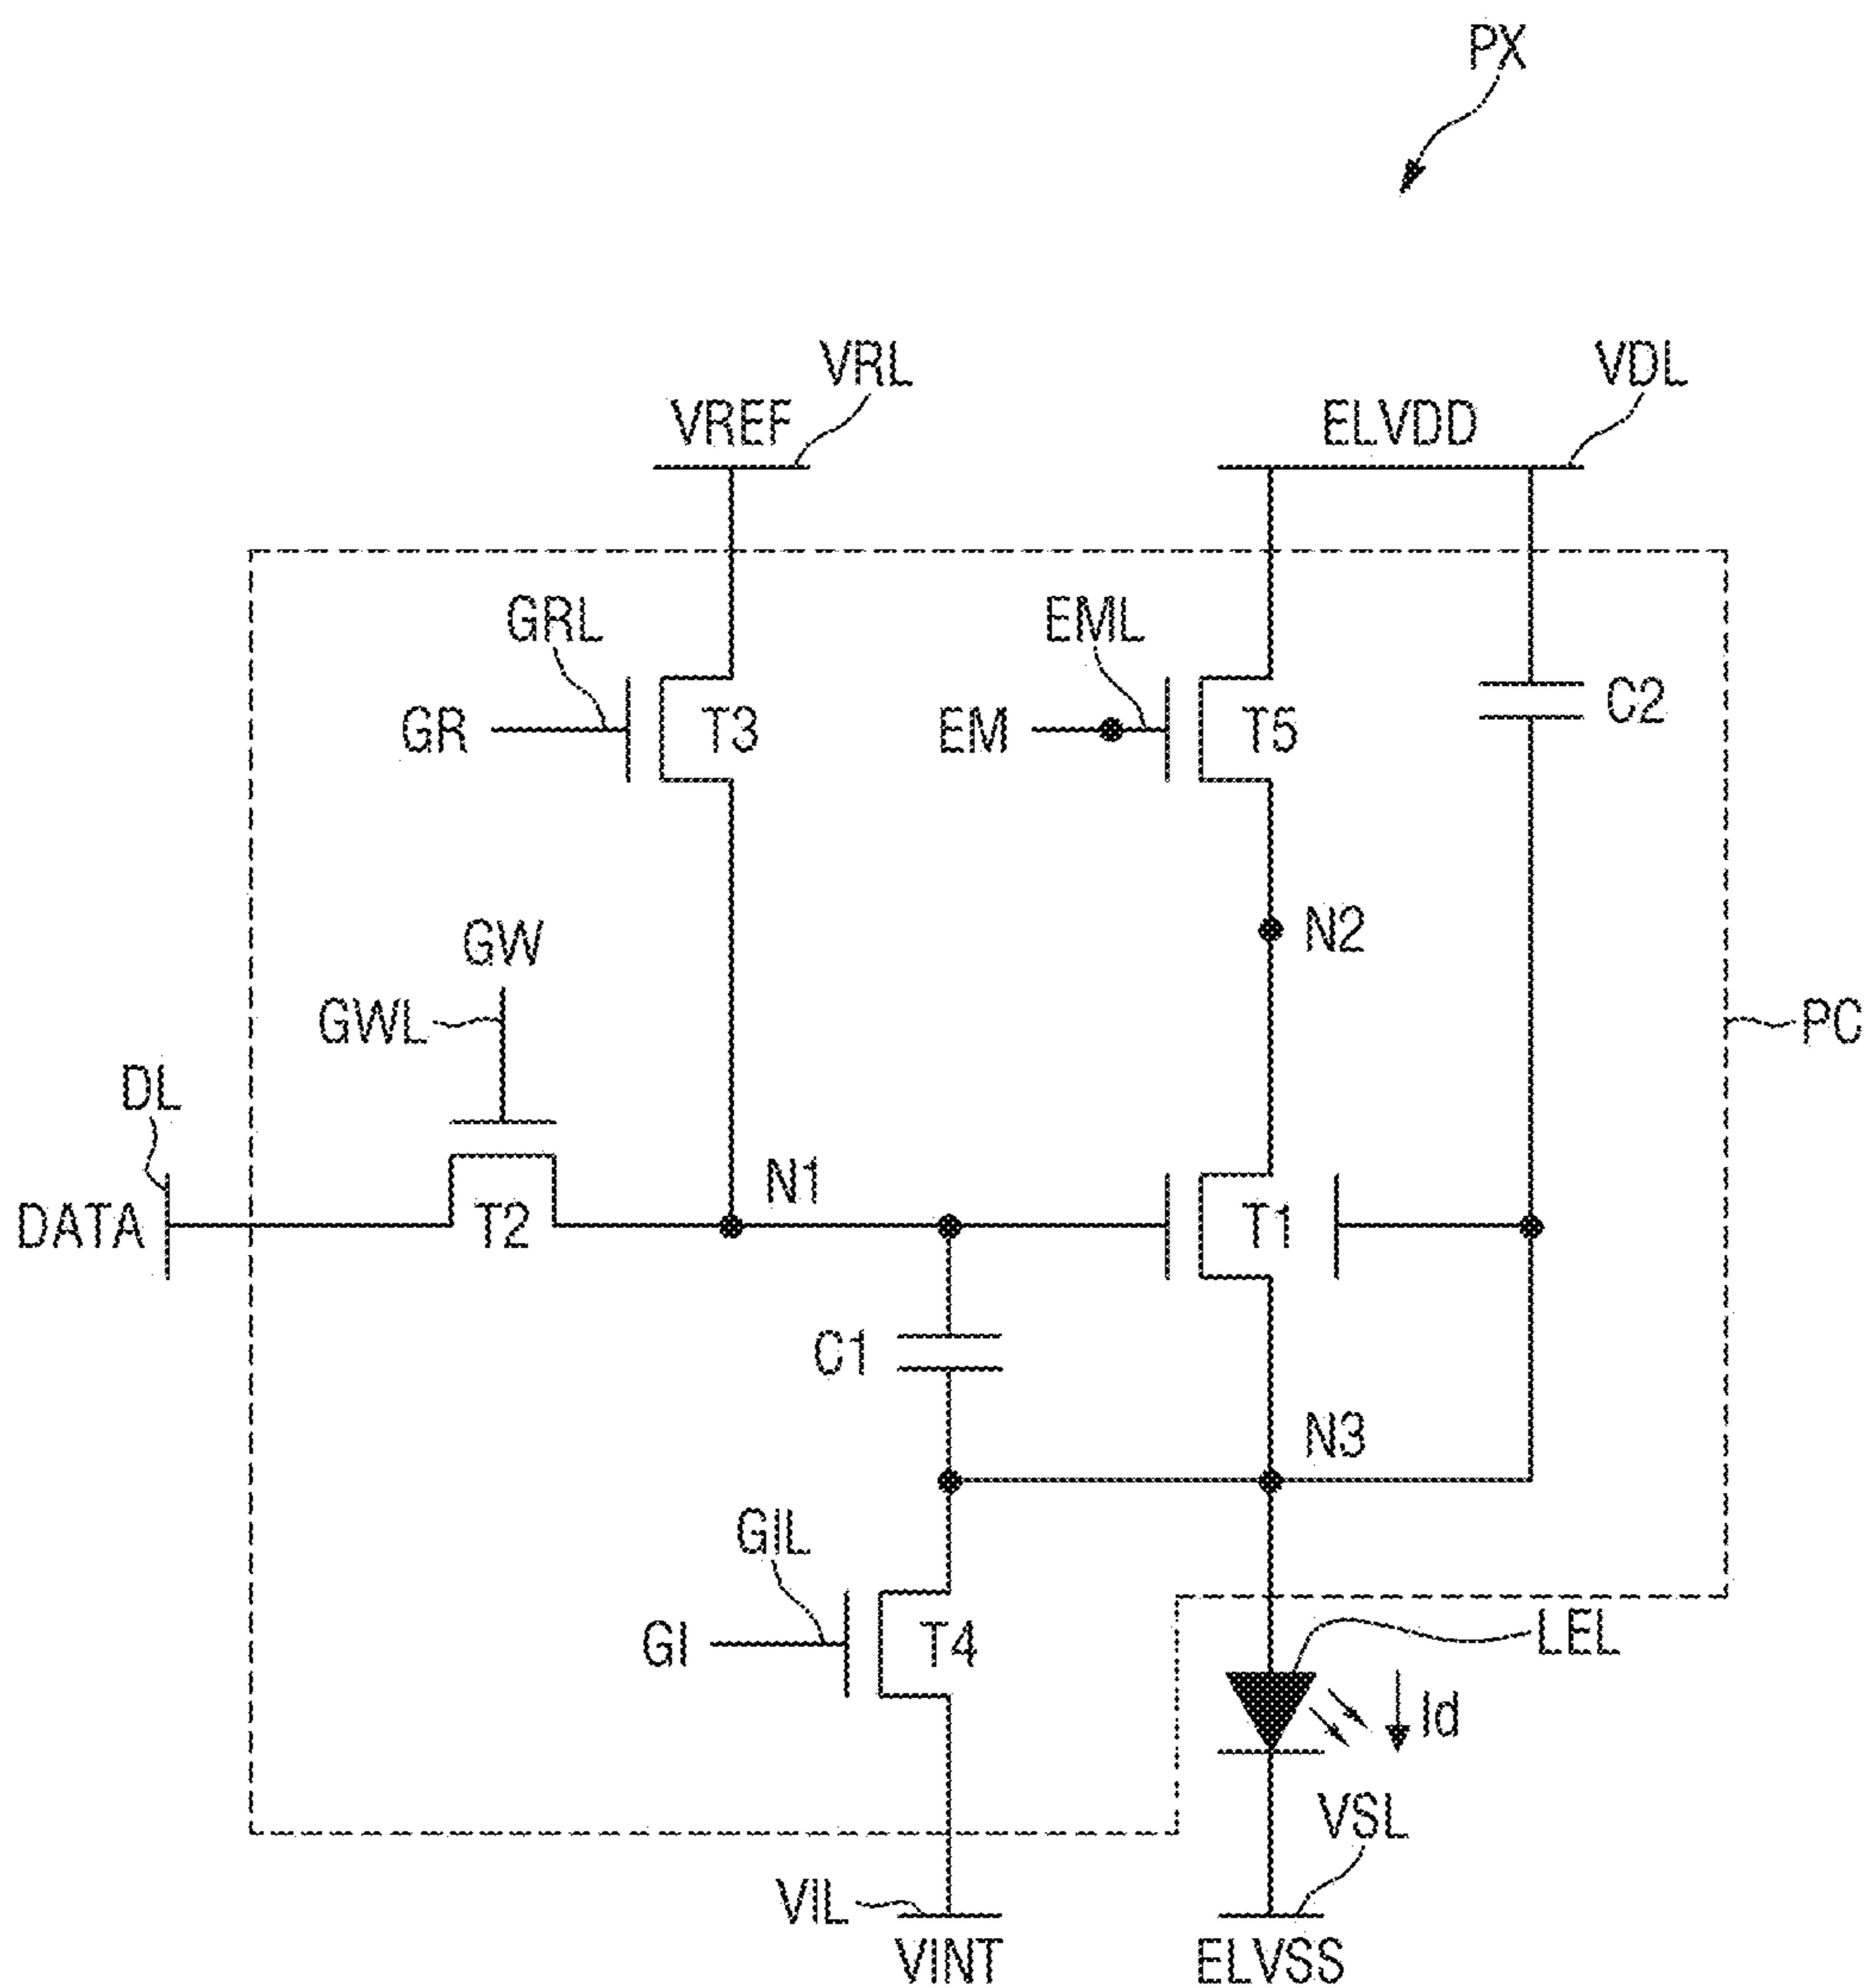 PX
VRL
VDL
VREF
ELVDD
GRL
EML
GR
T3
EM
T5
C2
GW
N2
GWL
PC
DL
N1
DATA
T2
T1
C1
N3
GIL
GI
T4
LEL
Id
VSL
VIL
VINT
ELVSS